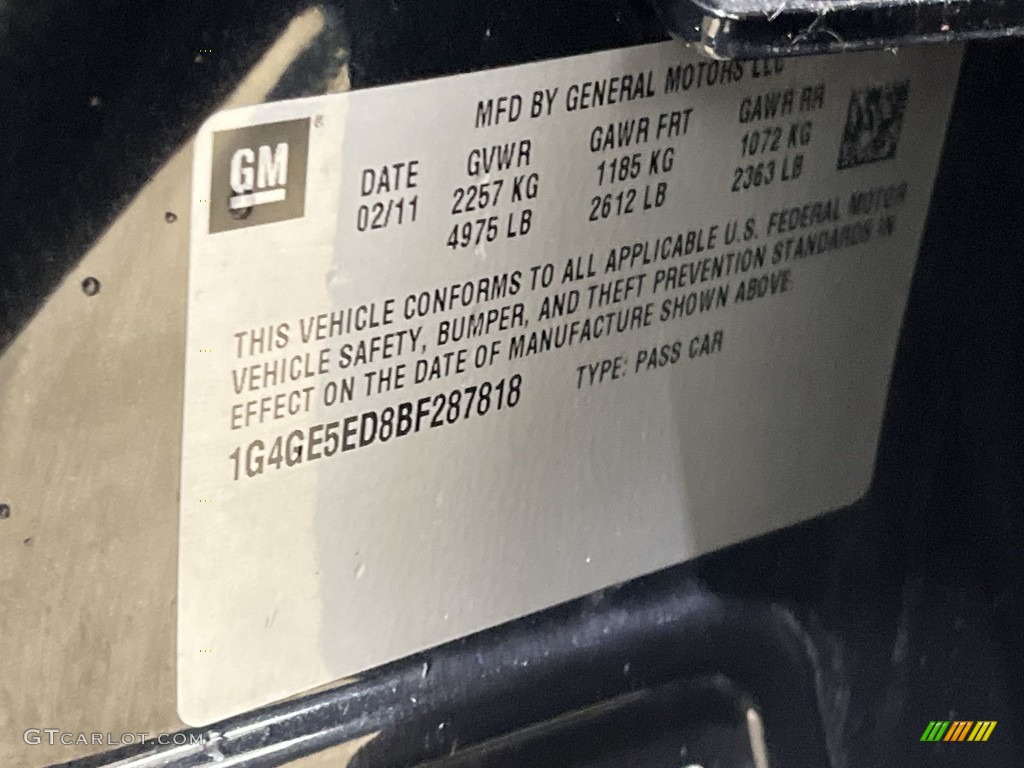 MFD BY GENERAL MOTORS LLC
GM
DATE GVWR GAWR FRT GAWR RR
02/11 2257 KG 1185 KG 1072 KG
4975 LB 2612 LB 2363 LB
THIS VEHICLE CONFORMS TO ALL APPLICABLE U.S. FEDERAL MOTOR
VEHICLE SAFETY, BUMPER, AND THEFT PREVENTION STANDARDS IN
EFFECT ON THE DATE OF MANUFACTURE SHOWN ABOVE
1G4GE5ED8BF287818 TYPE: PASS CAR
GTCARLOT.COM